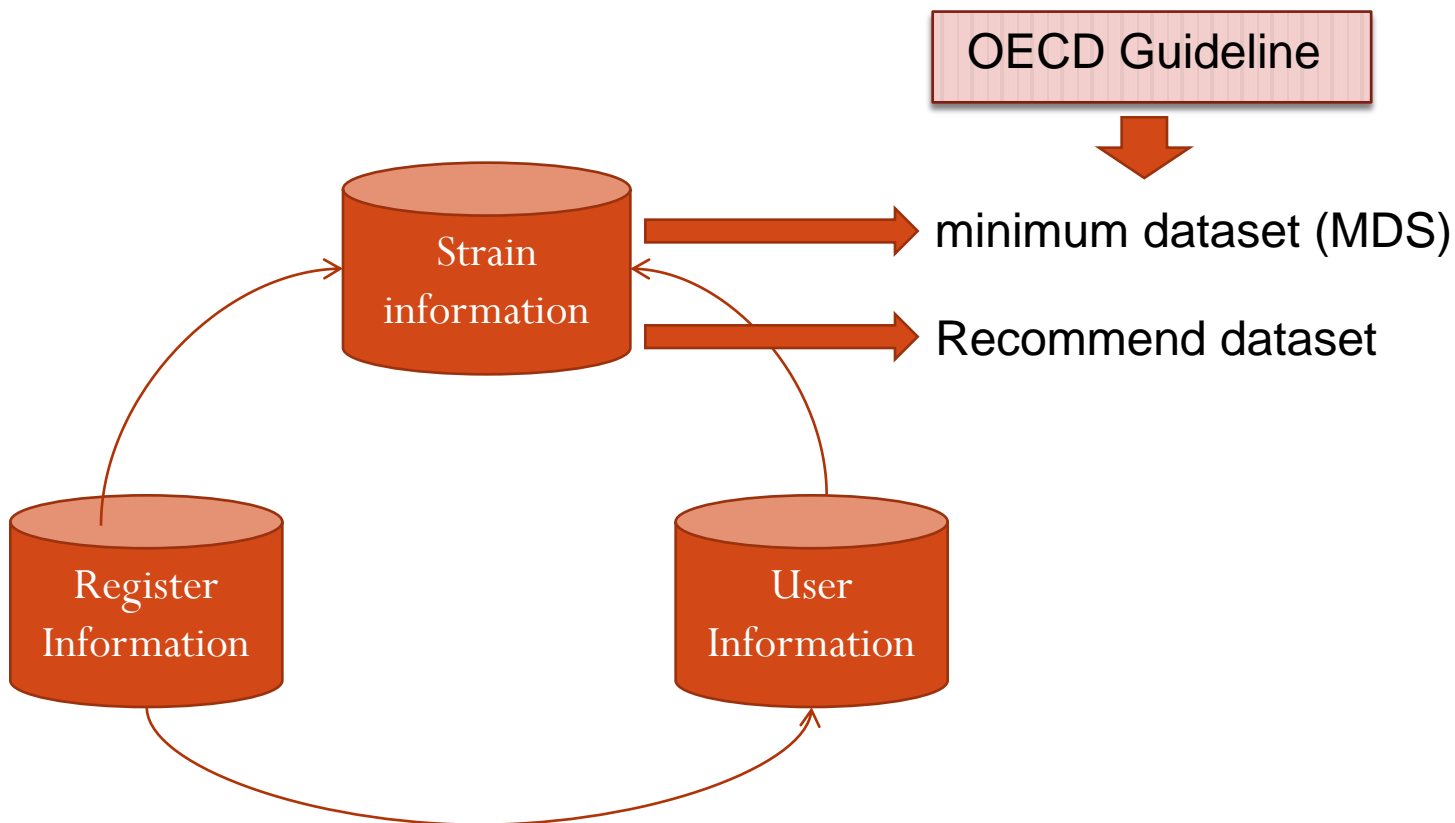 OECD Guideline
Strain
information
minimum dataset (MDS)
Recommend dataset
Register
Information
User
Information